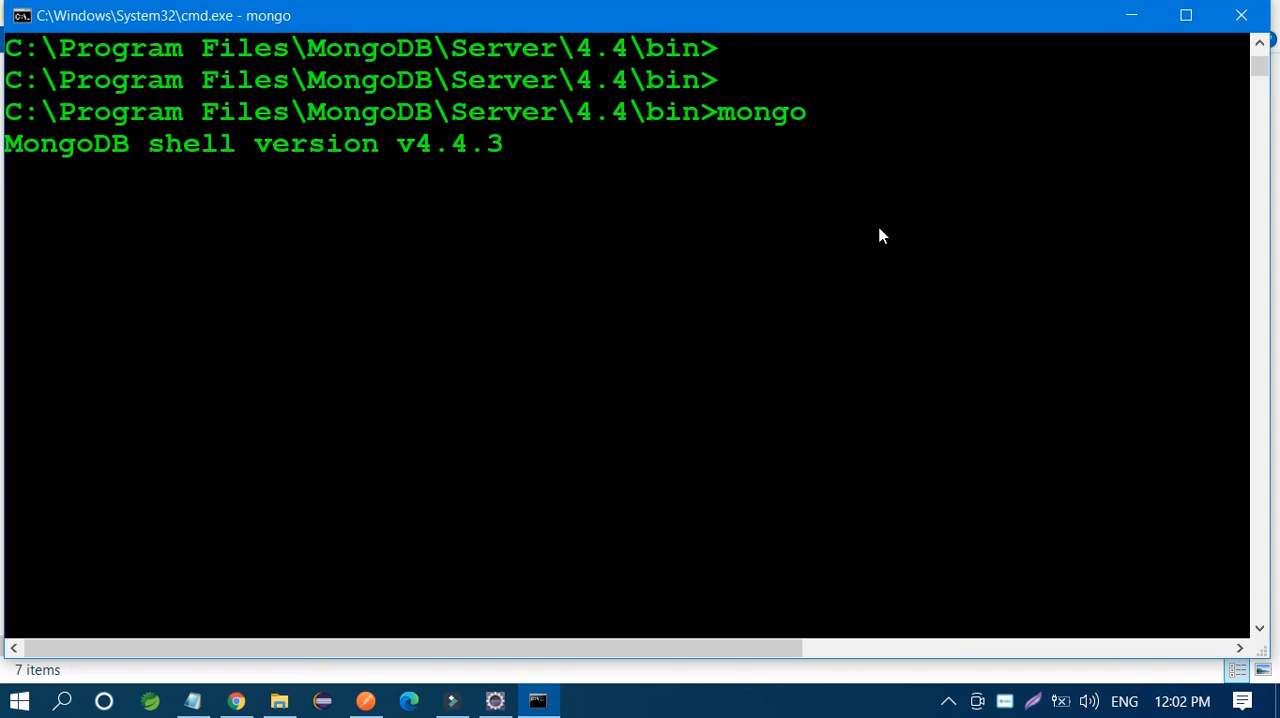 C:\Windows\System32\cmd.exe - mongo
C:\Program Files\MongoDB\Server\4.4\bin>
C:\Program Files\MongoDB\Server\4.4\bin>
C:\Program Files\MongoDB\Server\4.4\bin>mongo
MongoDB shell version v4.4.3
7 items
ENG
12:02 PM